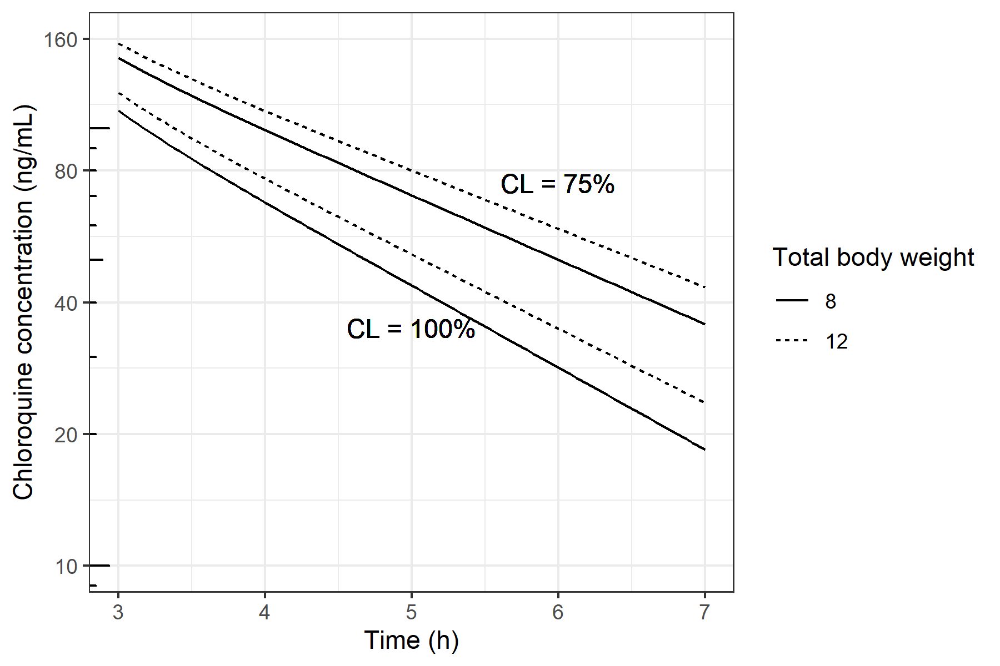 Chloroquine concentration (ng/mL)
160
80
40
20
10
CL = 75%
CL = 100%
3 4 5 6 7
Time (h)
Total body weight
8
12